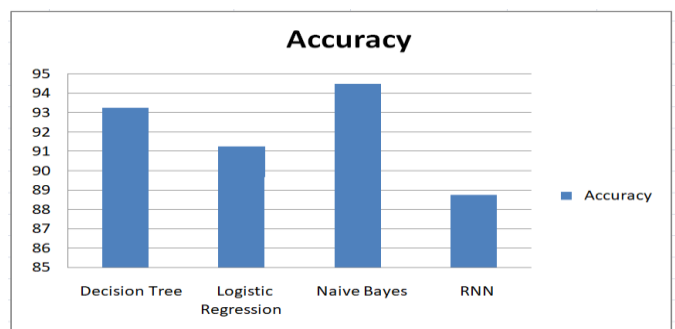 Accuracy
95
94
93
92
91
90
89
88
87
86
85
Decision Tree
Logistic
Regression
Naive Bayes
RNN
Accuracy